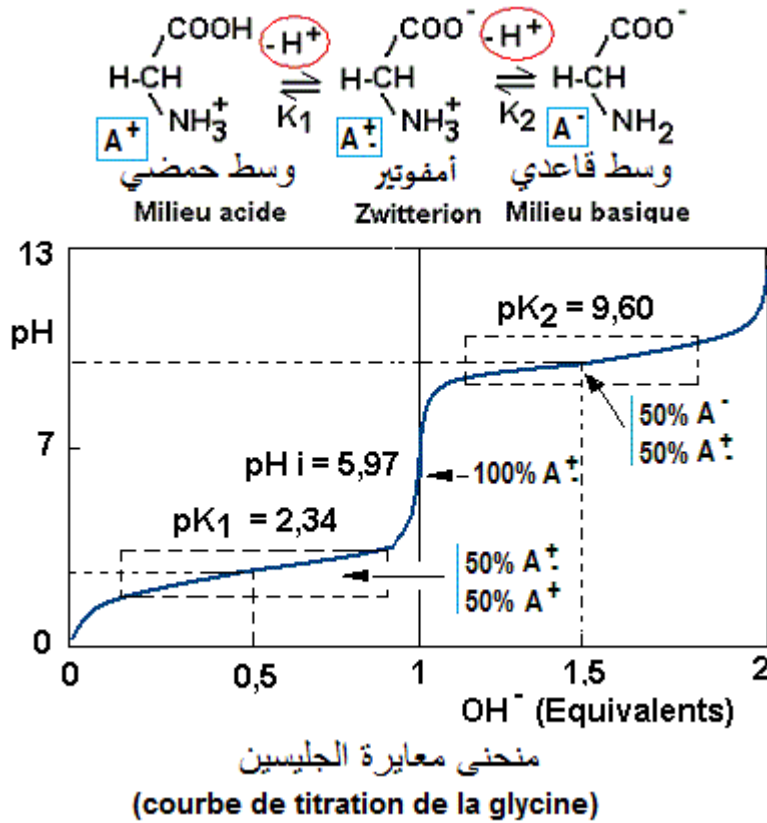 COOH -H⁺ COO⁻ -H⁺ COO⁻
H-CH ⇌ H-CH ⇌ H-CH
A⁺ NH₃⁺ K₁ A± NH₃⁺ K₂ A⁻ NH₂
وسط حمضي أمفوتير وسط قاعدي
Milieu acide Zwitterion Milieu basique
13
pH
pK₂ = 9,60
50% A⁻
50% A±
7
pH i = 5,97
100% A±
pK₁ = 2,34
50% A±
50% A⁺
0
0 0,5 1 1,5 2
OH⁻ (Equivalents)
منحنى معايرة الجليسين
(courbe de titration de la glycine)